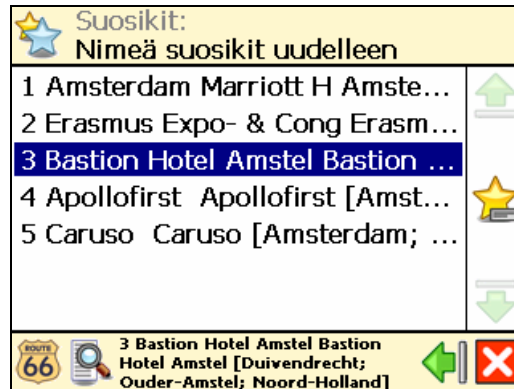 Suosikit:
Nimeä suosikit uudelleen
1 Amsterdam Marriott H Amste...
2 Erasmus Expo- & Cong Erasm...
3 Bastion Hotel Amstel Bastion ...
4 Apollofirst Apollofirst [Amst...
5 Caruso Caruso [Amsterdam; ...
ROUTE
66
3 Bastion Hotel Amstel Bastion
Hotel Amstel [Duivendrecht;
Ouder-Amstel; Noord-Holland]